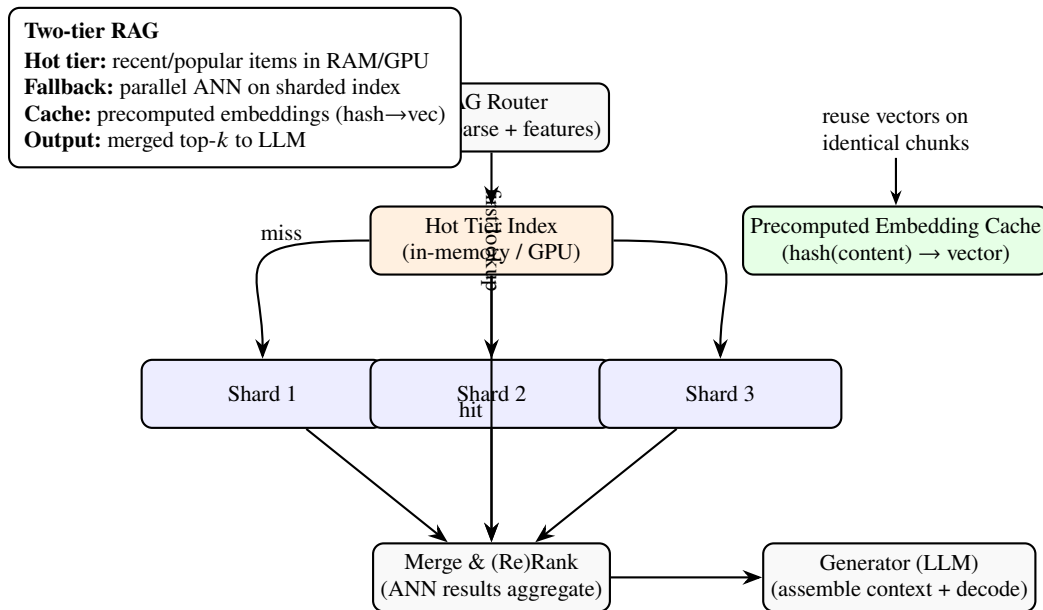 Two-tier RAG
Hot tier: recent/popular items in RAM/GPU
Fallback: parallel ANN on sharded index
Cache: precomputed embeddings (hash→vec)
Output: merged top-k to LLM
Router
+ features)
reuse vectors on
identical chunks
first lookup
Hot Tier Index
(in-memory / GPU)
Precomputed Embedding Cache
(hash(content) → vector)
miss
Shard 1
Shard 2
Shard 3
hit
Merge & (Re)Rank
(ANN results aggregate)
Generator (LLM)
(assemble context + decode)